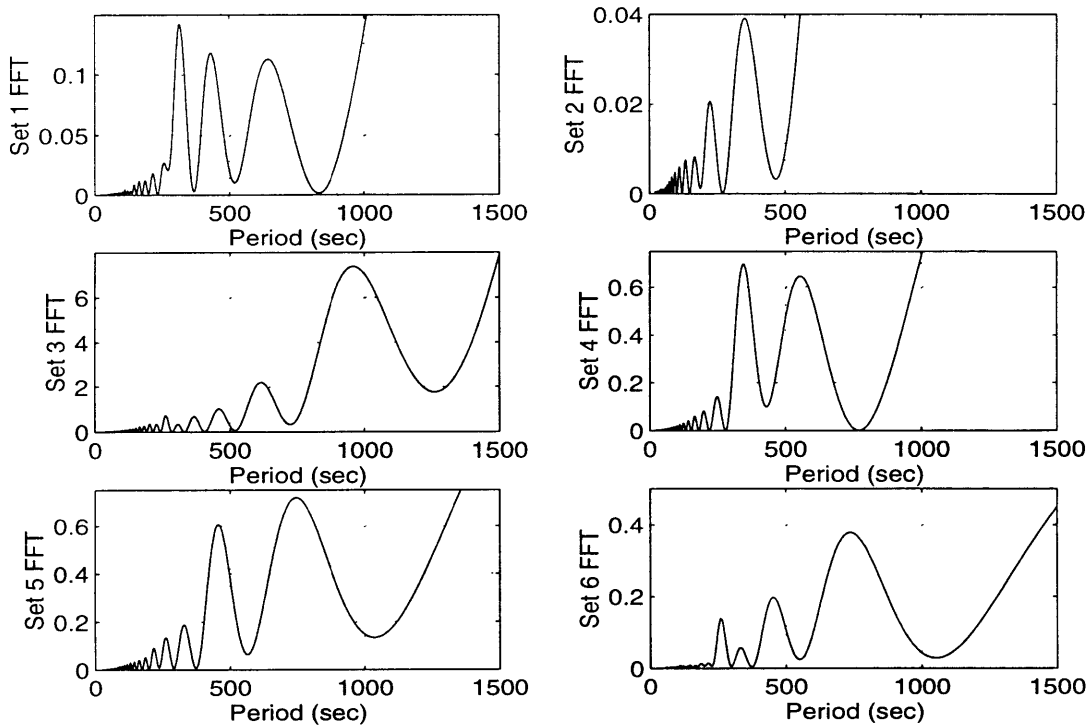 Set 1 FFT
0.1
0.05
0
0 500 1000 1500
Period (sec)
Set 2 FFT
0.04
0.02
0
0 500 1000 1500
Period (sec)
Set 3 FFT
6
4
2
0
0 500 1000 1500
Period (sec)
Set 4 FFT
0.6
0.4
0.2
0
0 500 1000 1500
Period (sec)
Set 5 FFT
0.6
0.4
0.2
0
0 500 1000 1500
Period (sec)
Set 6 FFT
0.4
0.2
0
0 500 1000 1500
Period (sec)